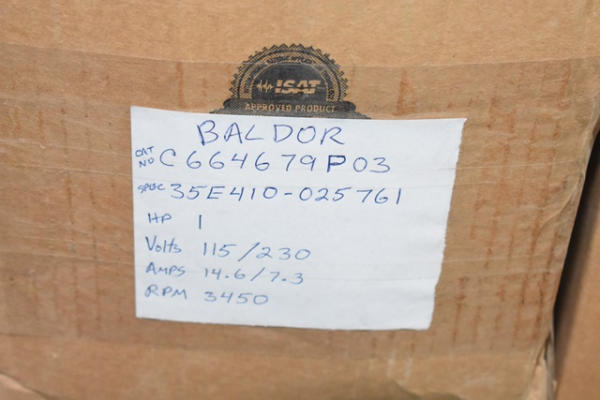 ISAT
APPROVED PRODUCT
BALDOR
CAT NO C664679P03
SPEC 35E410-025761
HP 1
Volts 115/230
AMPS 14.6/7.3
RPM 3450